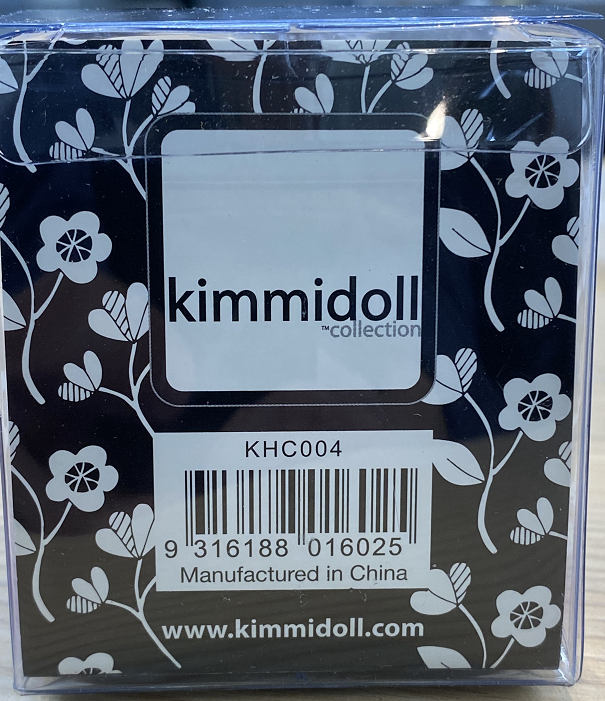 kimmidoll
™collection
KHC004
9 316188 016025
Manufactured in China
www.kimmidoll.com